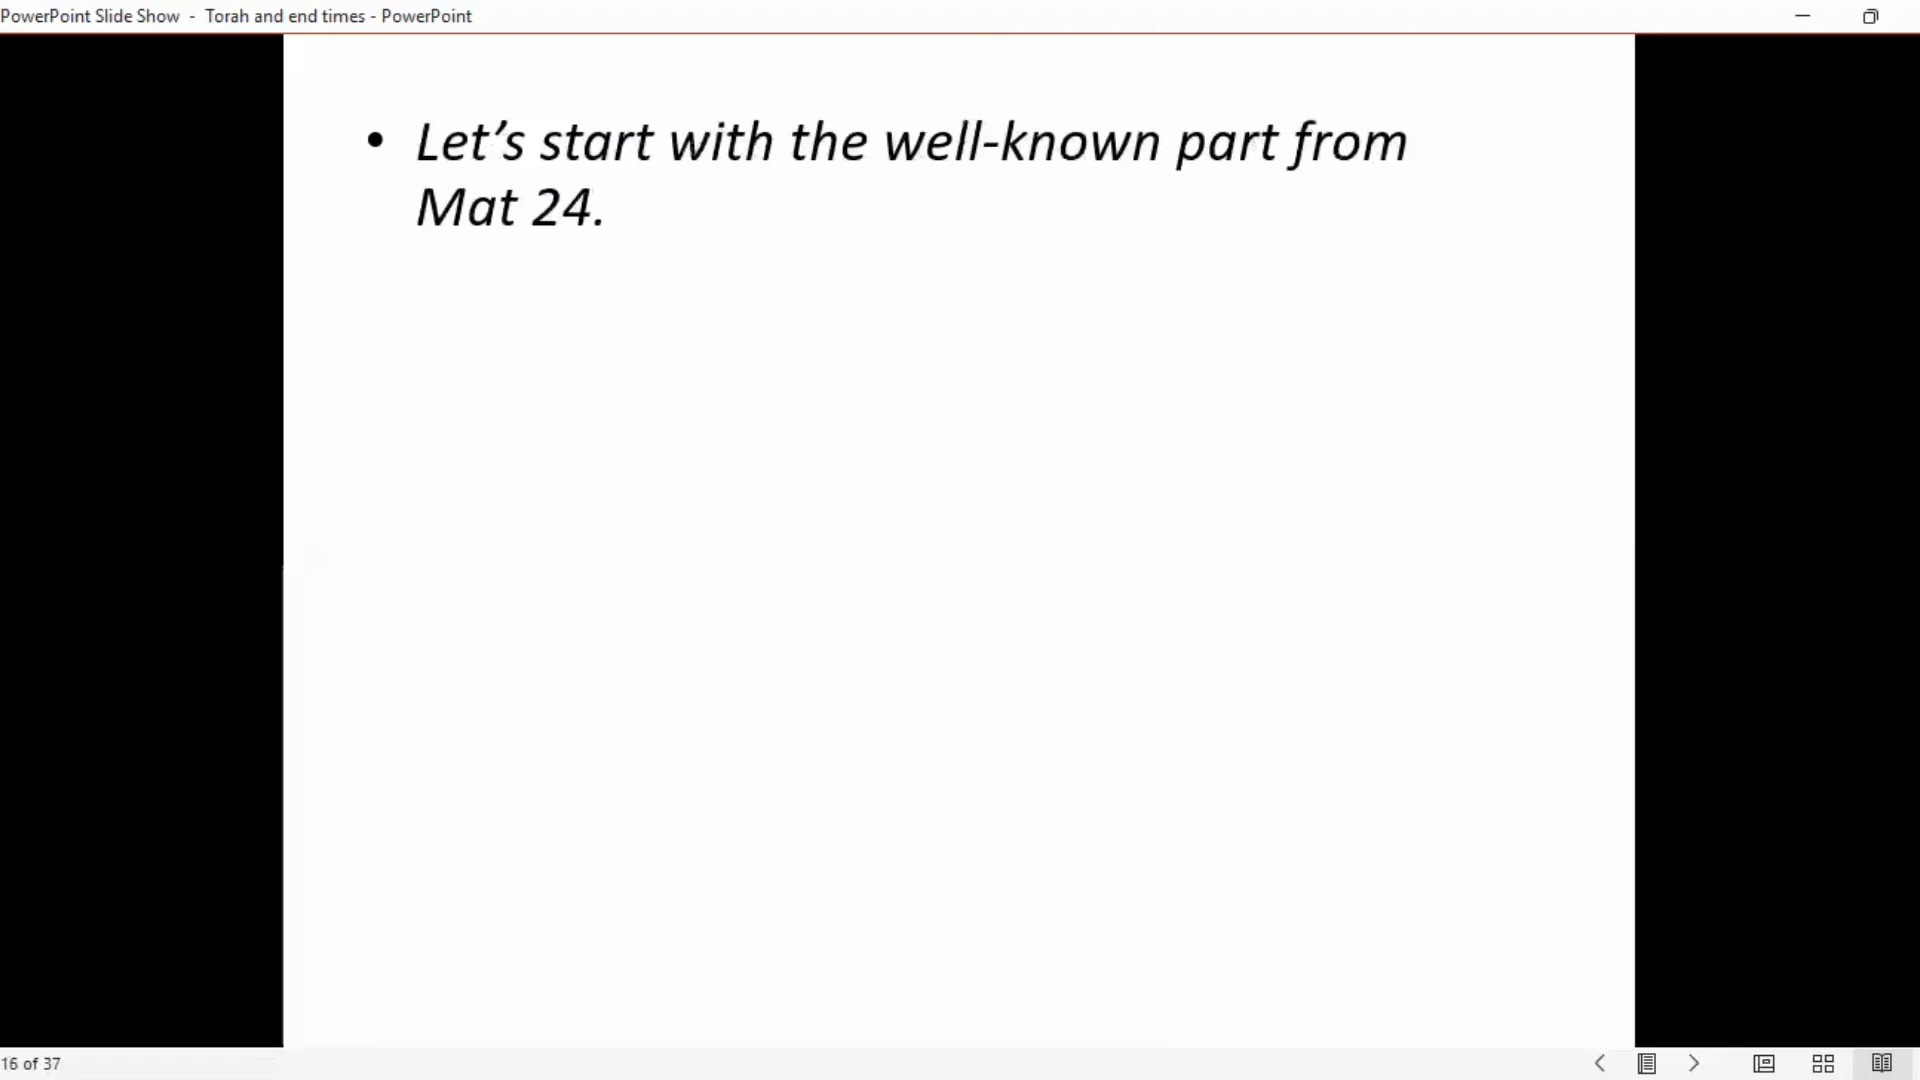 PowerPoint Slide Show - Torah and end times - PowerPoint
• Let’s start with the well-known part from
Mat 24.
16 of 37